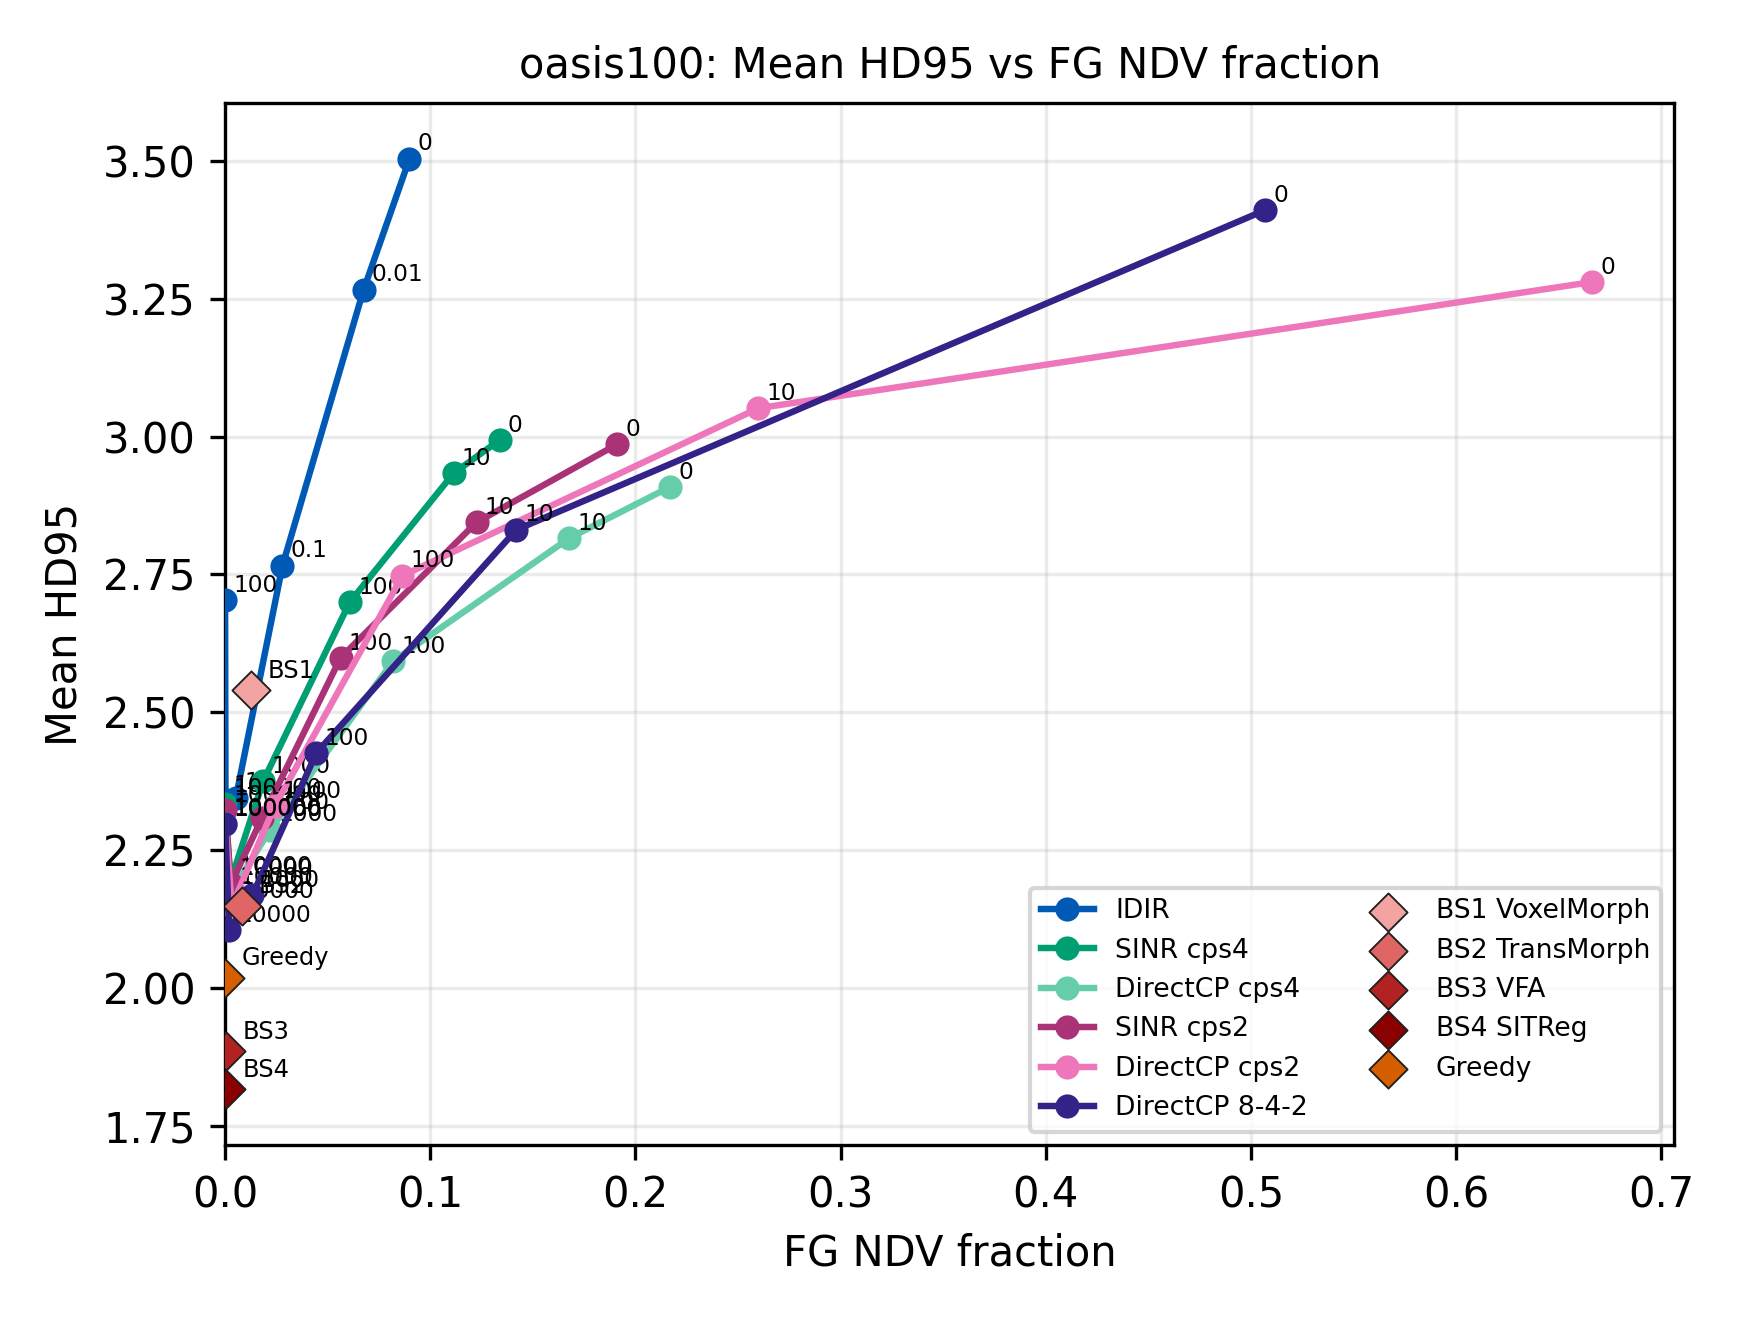 oasis100: Mean HD95 vs FG NDV fraction
Mean HD95
3.50
3.25
3.00
2.75
2.50
2.25
2.00
1.75
0
0.01
0
0
10
0
0
10
0
10
10
10
0.1
100
100
100
100
100
BS1
100
10000
Greedy
BS3
BS4
IDIR
SINR cps4
DirectCP cps4
SINR cps2
DirectCP cps2
DirectCP 8-4-2
BS1 VoxelMorph
BS2 TransMorph
BS3 VFA
BS4 SITReg
Greedy
0.0 0.1 0.2 0.3 0.4 0.5 0.6 0.7
FG NDV fraction